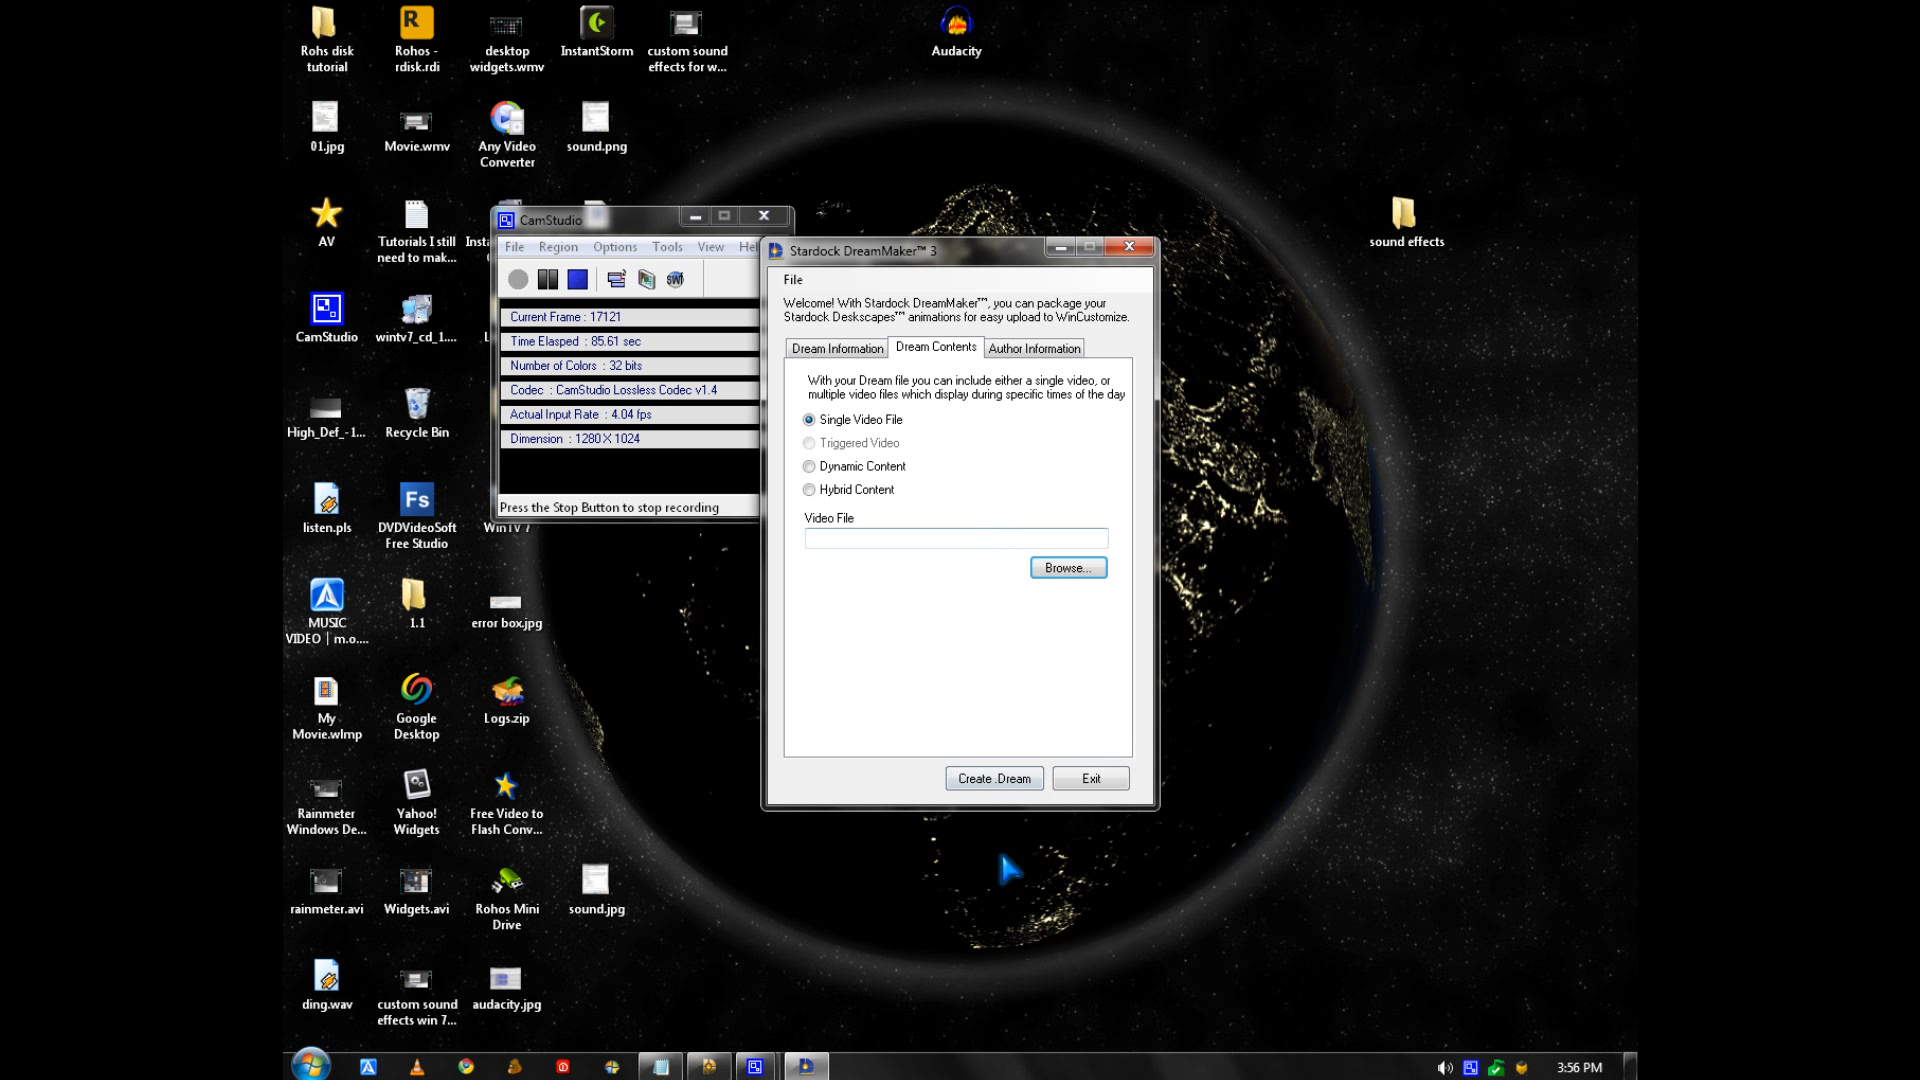 Rohs disk
tutorial
Rohos -
rdisk.rdi
desktop
widgets.wmv
InstantStorm
custom sound
effects for w...
Audacity
01.jpg
Movie.wmv
Any Video
Converter
sound.png
AV
Tutorials I still
need to mak...
sound effects
CamStudio
wintv7_cd_1....
High_Def_-1...
Recycle Bin
listen.pls
Fs
DVDVideoSoft
Free Studio
WinTV 7
MUSIC
VIDEO | m.o....
1.1
error box.jpg
My
Movie.wlmp
Google
Desktop
Logs.zip
Rainmeter
Windows De...
Yahoo!
Widgets
Free Video to
Flash Conv...
rainmeter.avi
Widgets.avi
Rohos Mini
Drive
sound.jpg
ding.wav
custom sound
effects win 7...
audacity.jpg
CamStudio
File Region Options Tools View Hel
Current Frame : 17121
Time Elasped : 85.61 sec
Number of Colors : 32 bits
Codec : CamStudio Lossless Codec v1.4
Actual Input Rate : 4.04 fps
Dimension : 1280 X 1024
Press the Stop Button to stop recording
Stardock DreamMaker™ 3
File
Welcome! With Stardock DreamMaker™, you can package your
Stardock Deskscapes™ animations for easy upload to WinCustomize.
Dream Information Dream Contents Author Information
With your Dream file you can include either a single video, or
multiple video files which display during specific times of the day
Single Video File
Triggered Video
Dynamic Content
Hybrid Content
Video File
Browse...
Create .Dream Exit
3:56 PM